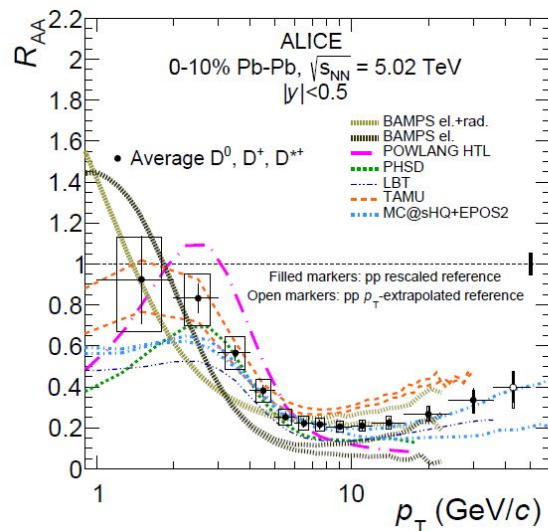 R_AA
2.2
2
1.8
1.6
1.4
1.2
1
0.8
0.6
0.4
0.2
0
ALICE
0-10% Pb-Pb, √s_NN = 5.02 TeV
|y|<0.5
BAMPS el.+rad.
BAMPS el.
POWLANG HTL
PHSD
LBT
TAMU
MC@sHQ+EPOS2
Average D⁰, D⁺, D*⁺
Filled markers: pp rescaled reference
Open markers: pp p_T-extrapolated reference
1
10
p_T (GeV/c)